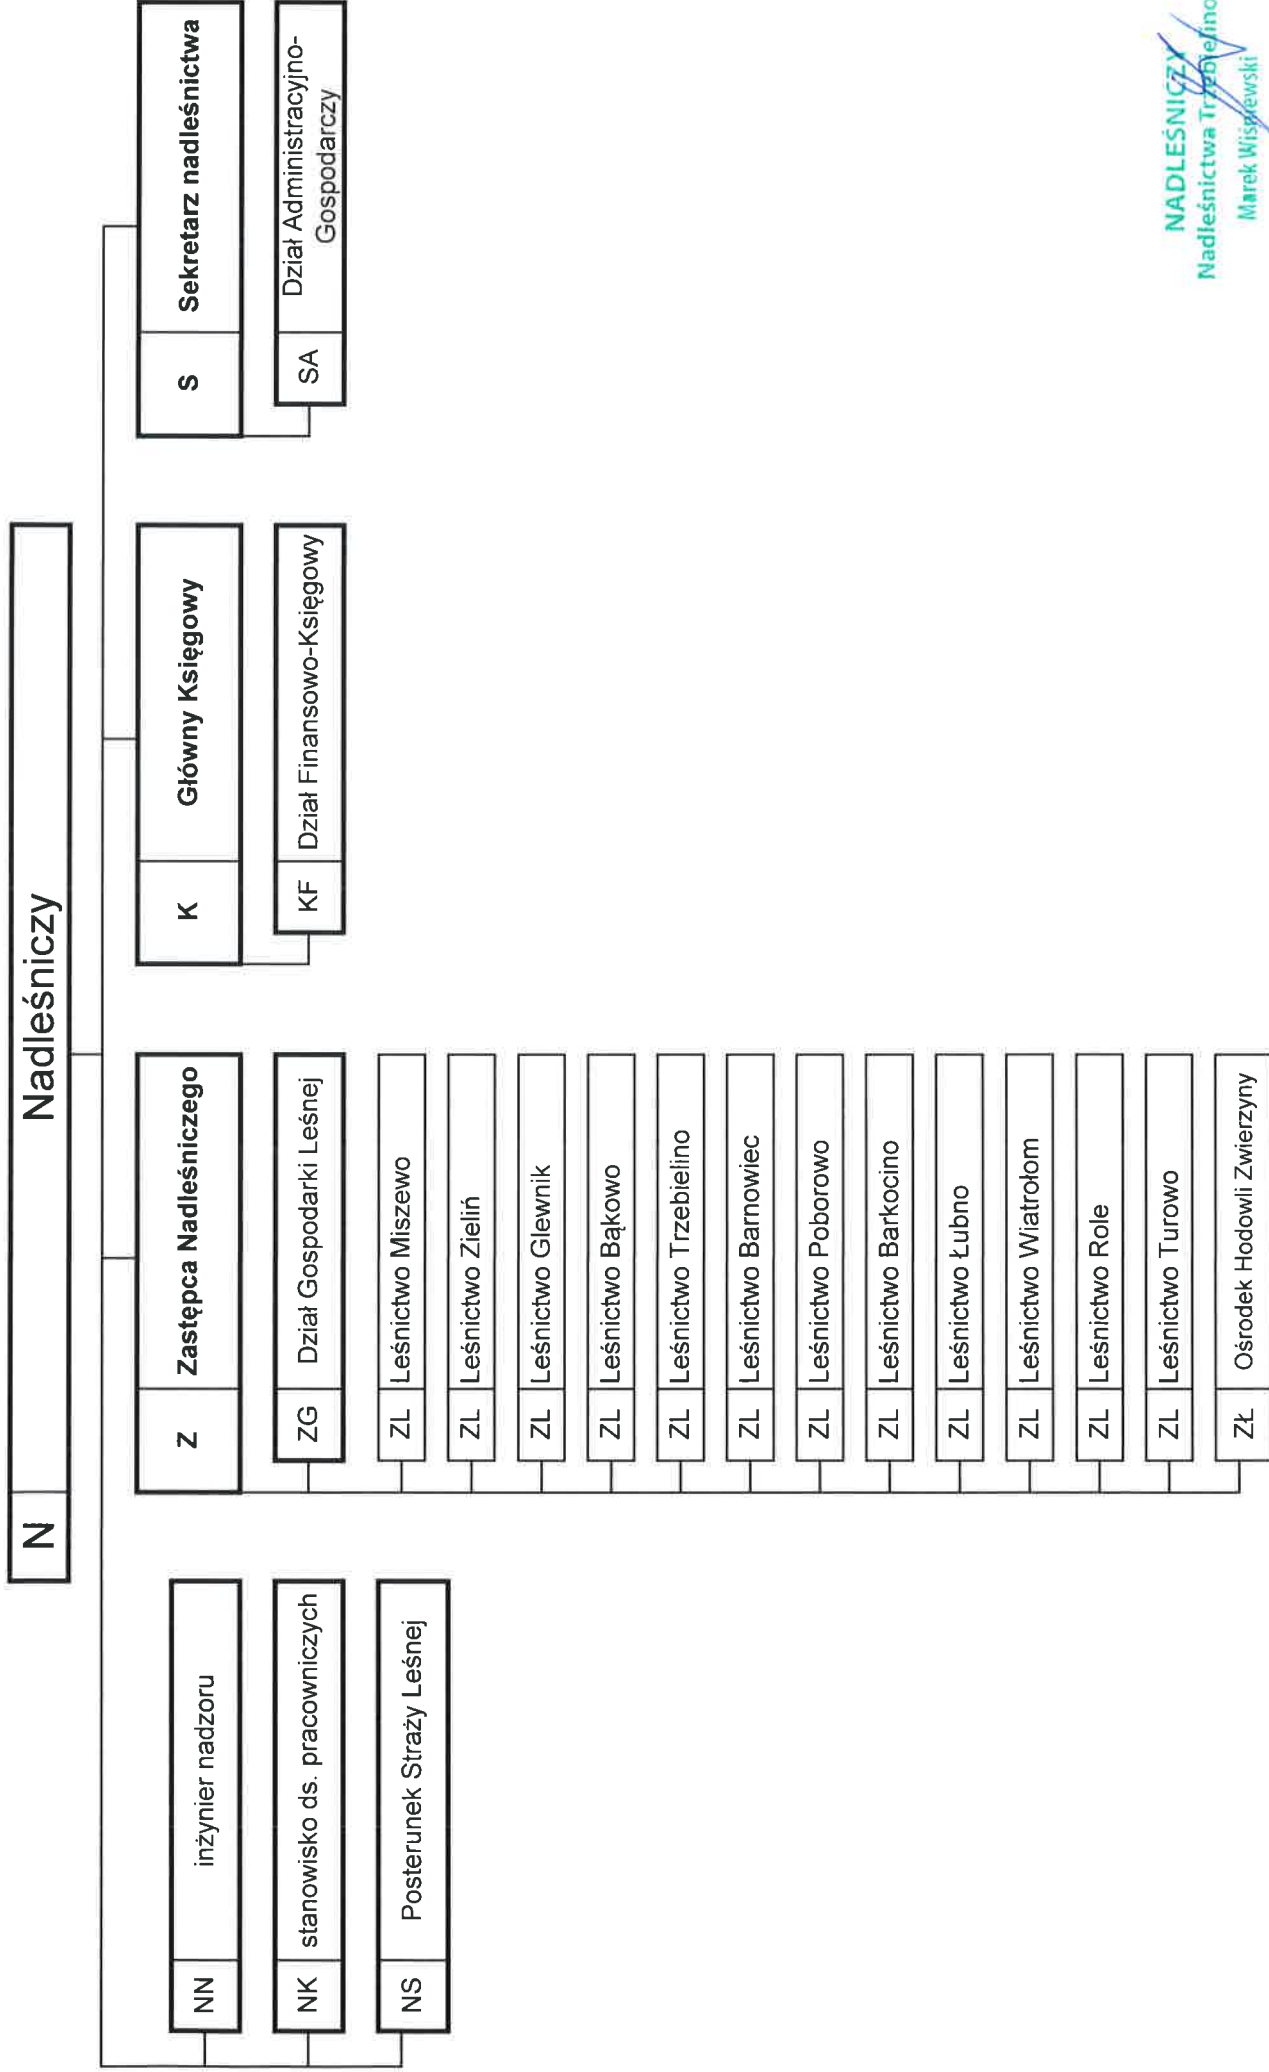 N Nadleśniczy
NN inżynier nadzoru
NK stanowisko ds. pracowniczych
NS Posterunek Straży Leśnej
Z Zastępca Nadleśniczego
ZG Dział Gospodarki Leśnej
ZL Leśnictwo Miszewo
ZL Leśnictwo Zieliń
ZL Leśnictwo Glewnik
ZL Leśnictwo Bąkowo
ZL Leśnictwo Trzebielino
ZL Leśnictwo Barnowiec
ZL Leśnictwo Poborowo
ZL Leśnictwo Barkocino
ZL Leśnictwo Łubno
ZL Leśnictwo Wiatrołom
ZL Leśnictwo Role
ZL Leśnictwo Turowo
ZŁ Ośrodek Hodowli Zwierzyny
K Główny Księgowy
KF Dział Finansowo-Księgowy
S Sekretarz nadleśnictwa
SA Dział Administracyjno-
Gospodarczy
NADLEŚNICZY
Nadleśnictwa Trzebielino
Marek Wiśniewski